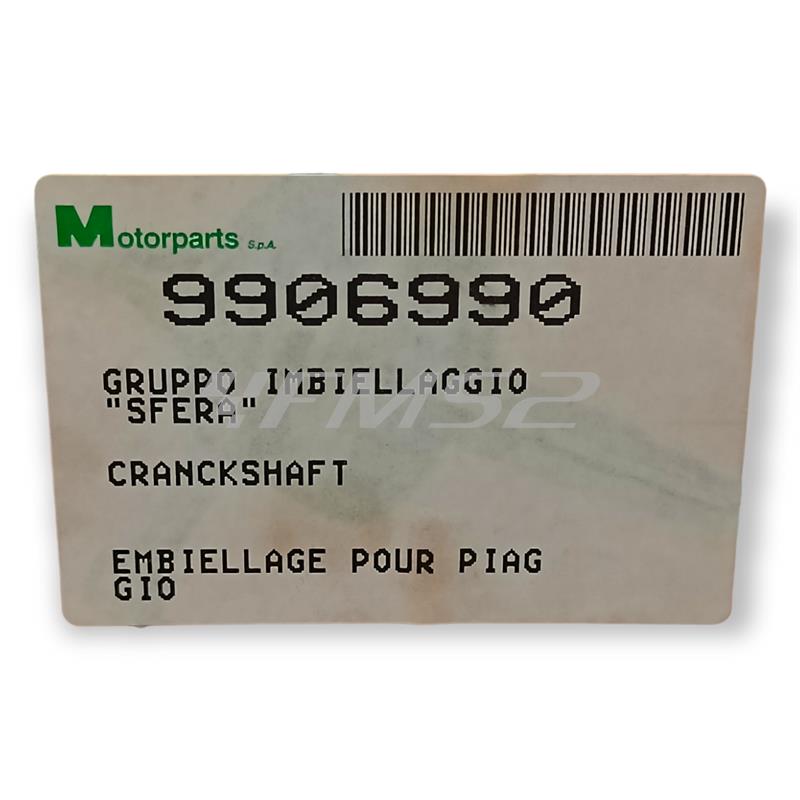 Motorparts S.p.A.
9906990
GRUPPO IMBIELLAGGIO
"SFERA"
CRANCKSHAFT
EMBIELLAGE POUR PIAG
GIO